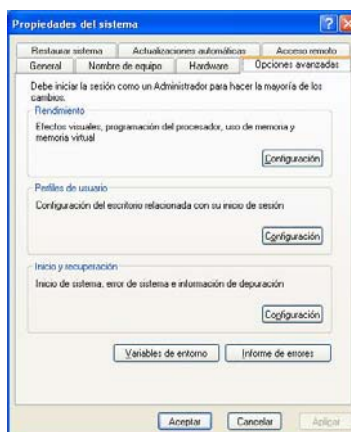 Propiedades del sistema
Restaurar sistema Actualizaciones automáticas Acceso remoto
General Nombre de equipo Hardware Opciones avanzadas
Debe iniciar la sesión como un Administrador para hacer la mayoría de los
cambios.
Rendimiento
Efectos visuales, programación del procesador, uso de memoria y
memoria virtual
Configuración
Perfiles de usuario
Configuración del escritorio relacionada con su inicio de sesión
Configuración
Inicio y recuperación
Inicio de sistema, error de sistema e información de depuración
Configuración
Variables de entorno Informe de errores
Aceptar Cancelar Aplicar